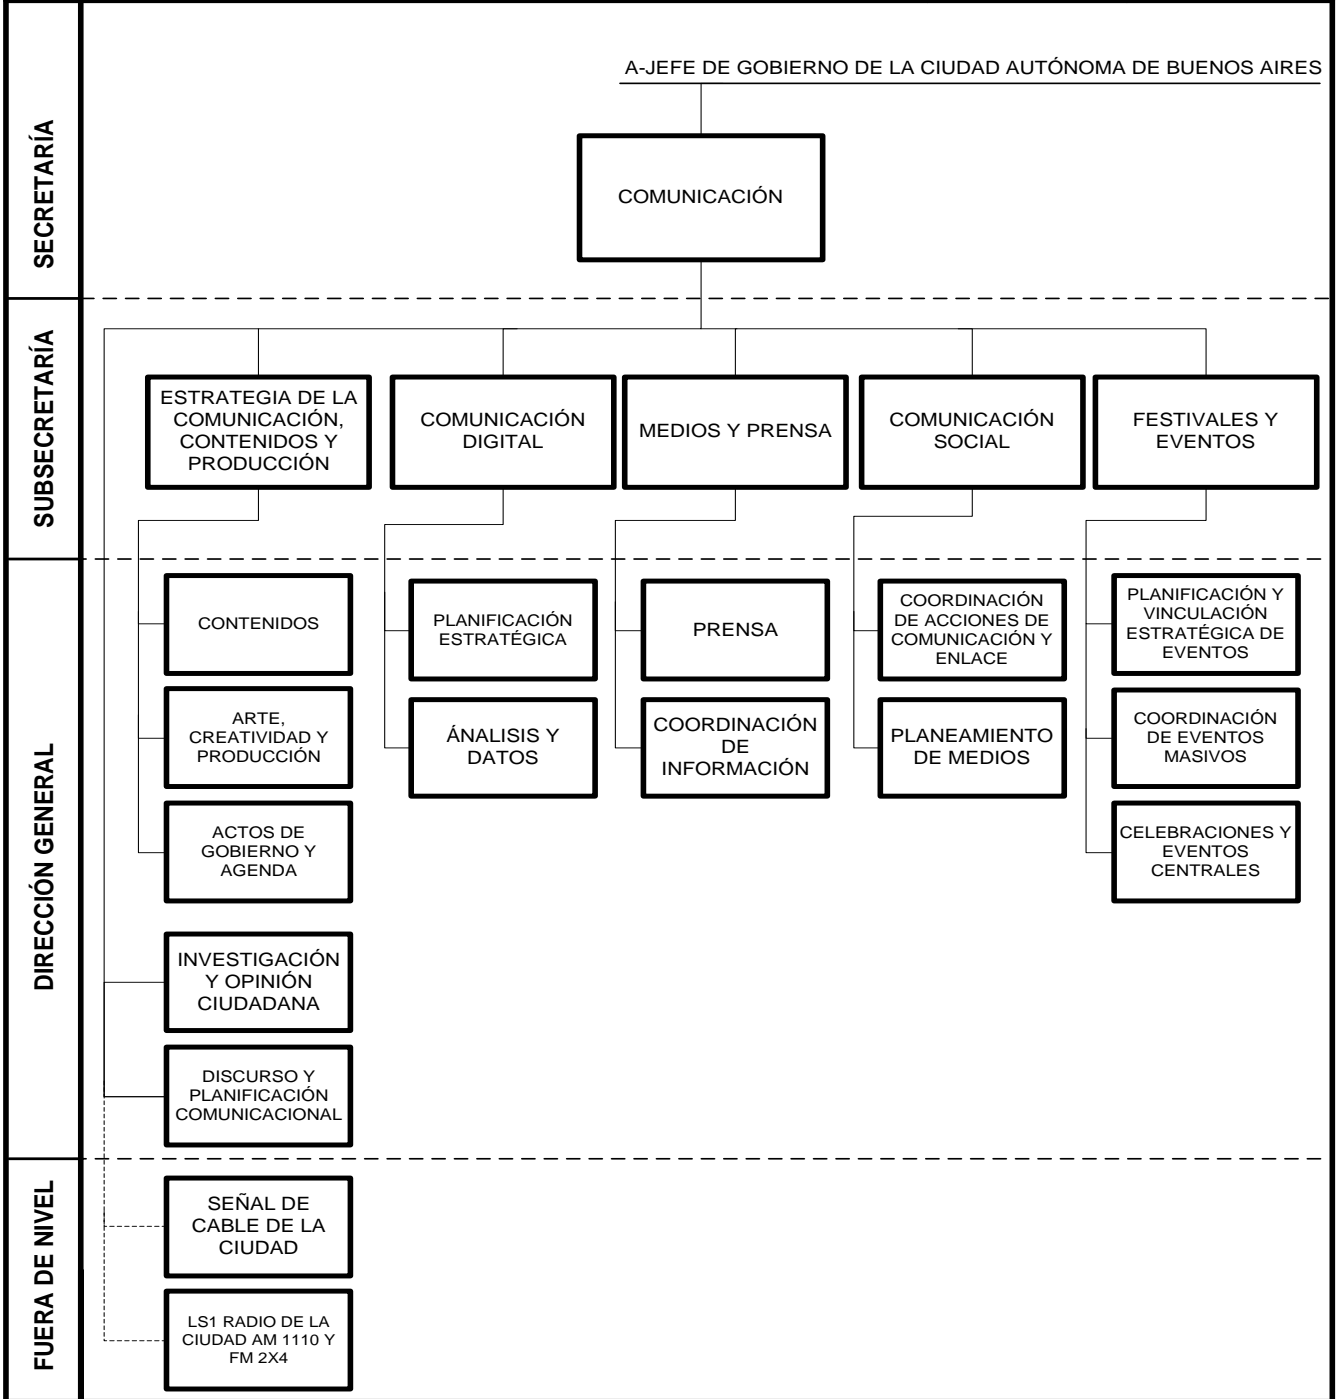 A-JEFE DE GOBIERNO DE LA CIUDAD AUTÓNOMA DE BUENOS AIRES
SECRETARÍA
COMUNICACIÓN
SUBSECRETARÍA
ESTRATEGIA DE LA
COMUNICACIÓN,
CONTENIDOS Y
PRODUCCIÓN
COMUNICACIÓN
DIGITAL
MEDIOS Y PRENSA
COMUNICACIÓN
SOCIAL
FESTIVALES Y
EVENTOS
DIRECCIÓN GENERAL
CONTENIDOS
PLANIFICACIÓN
ESTRATÉGICA
PRENSA
COORDINACIÓN
DE ACCIONES DE
COMUNICACIÓN Y
ENLACE
PLANIFICACIÓN Y
VINCULACIÓN
ESTRATÉGICA DE
EVENTOS
ARTE,
CREATIVIDAD Y
PRODUCCIÓN
ÁNALISIS Y
DATOS
COORDINACIÓN
DE
INFORMACIÓN
PLANEAMIENTO
DE MEDIOS
COORDINACIÓN
DE EVENTOS
MASIVOS
ACTOS DE
GOBIERNO Y
AGENDA
CELEBRACIONES Y
EVENTOS
CENTRALES
INVESTIGACIÓN
Y OPINIÓN
CIUDADANA
DISCURSO Y
PLANIFICACIÓN
COMUNICACIONAL
FUERA DE NIVEL
SEÑAL DE
CABLE DE LA
CIUDAD
LS1 RADIO DE LA
CIUDAD AM 1110 Y
FM 2X4